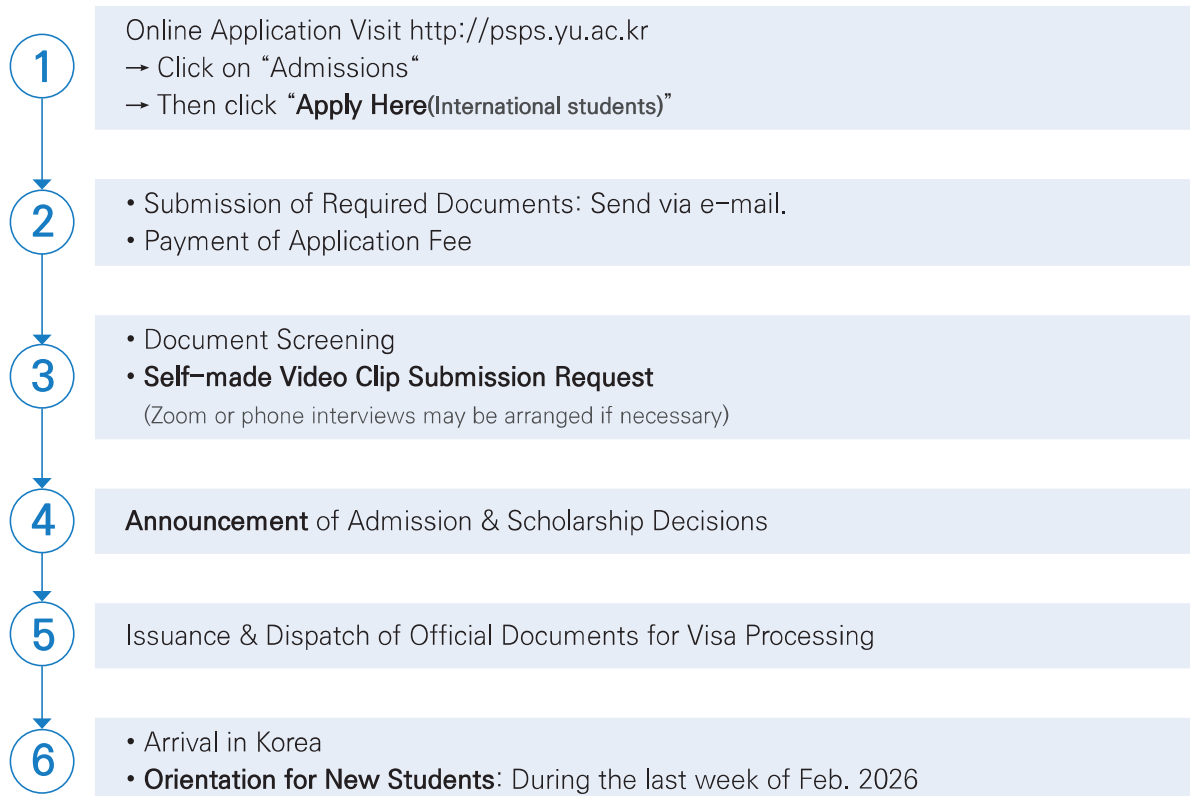 1
Online Application Visit http://psps.yu.ac.kr
→ Click on “Admissions“
→ Then click “Apply Here(International students)”
2
• Submission of Required Documents: Send via e-mail.
• Payment of Application Fee
3
• Document Screening
• Self-made Video Clip Submission Request
(Zoom or phone interviews may be arranged if necessary)
4
Announcement of Admission & Scholarship Decisions
5
Issuance & Dispatch of Official Documents for Visa Processing
6
• Arrival in Korea
• Orientation for New Students: During the last week of Feb. 2026